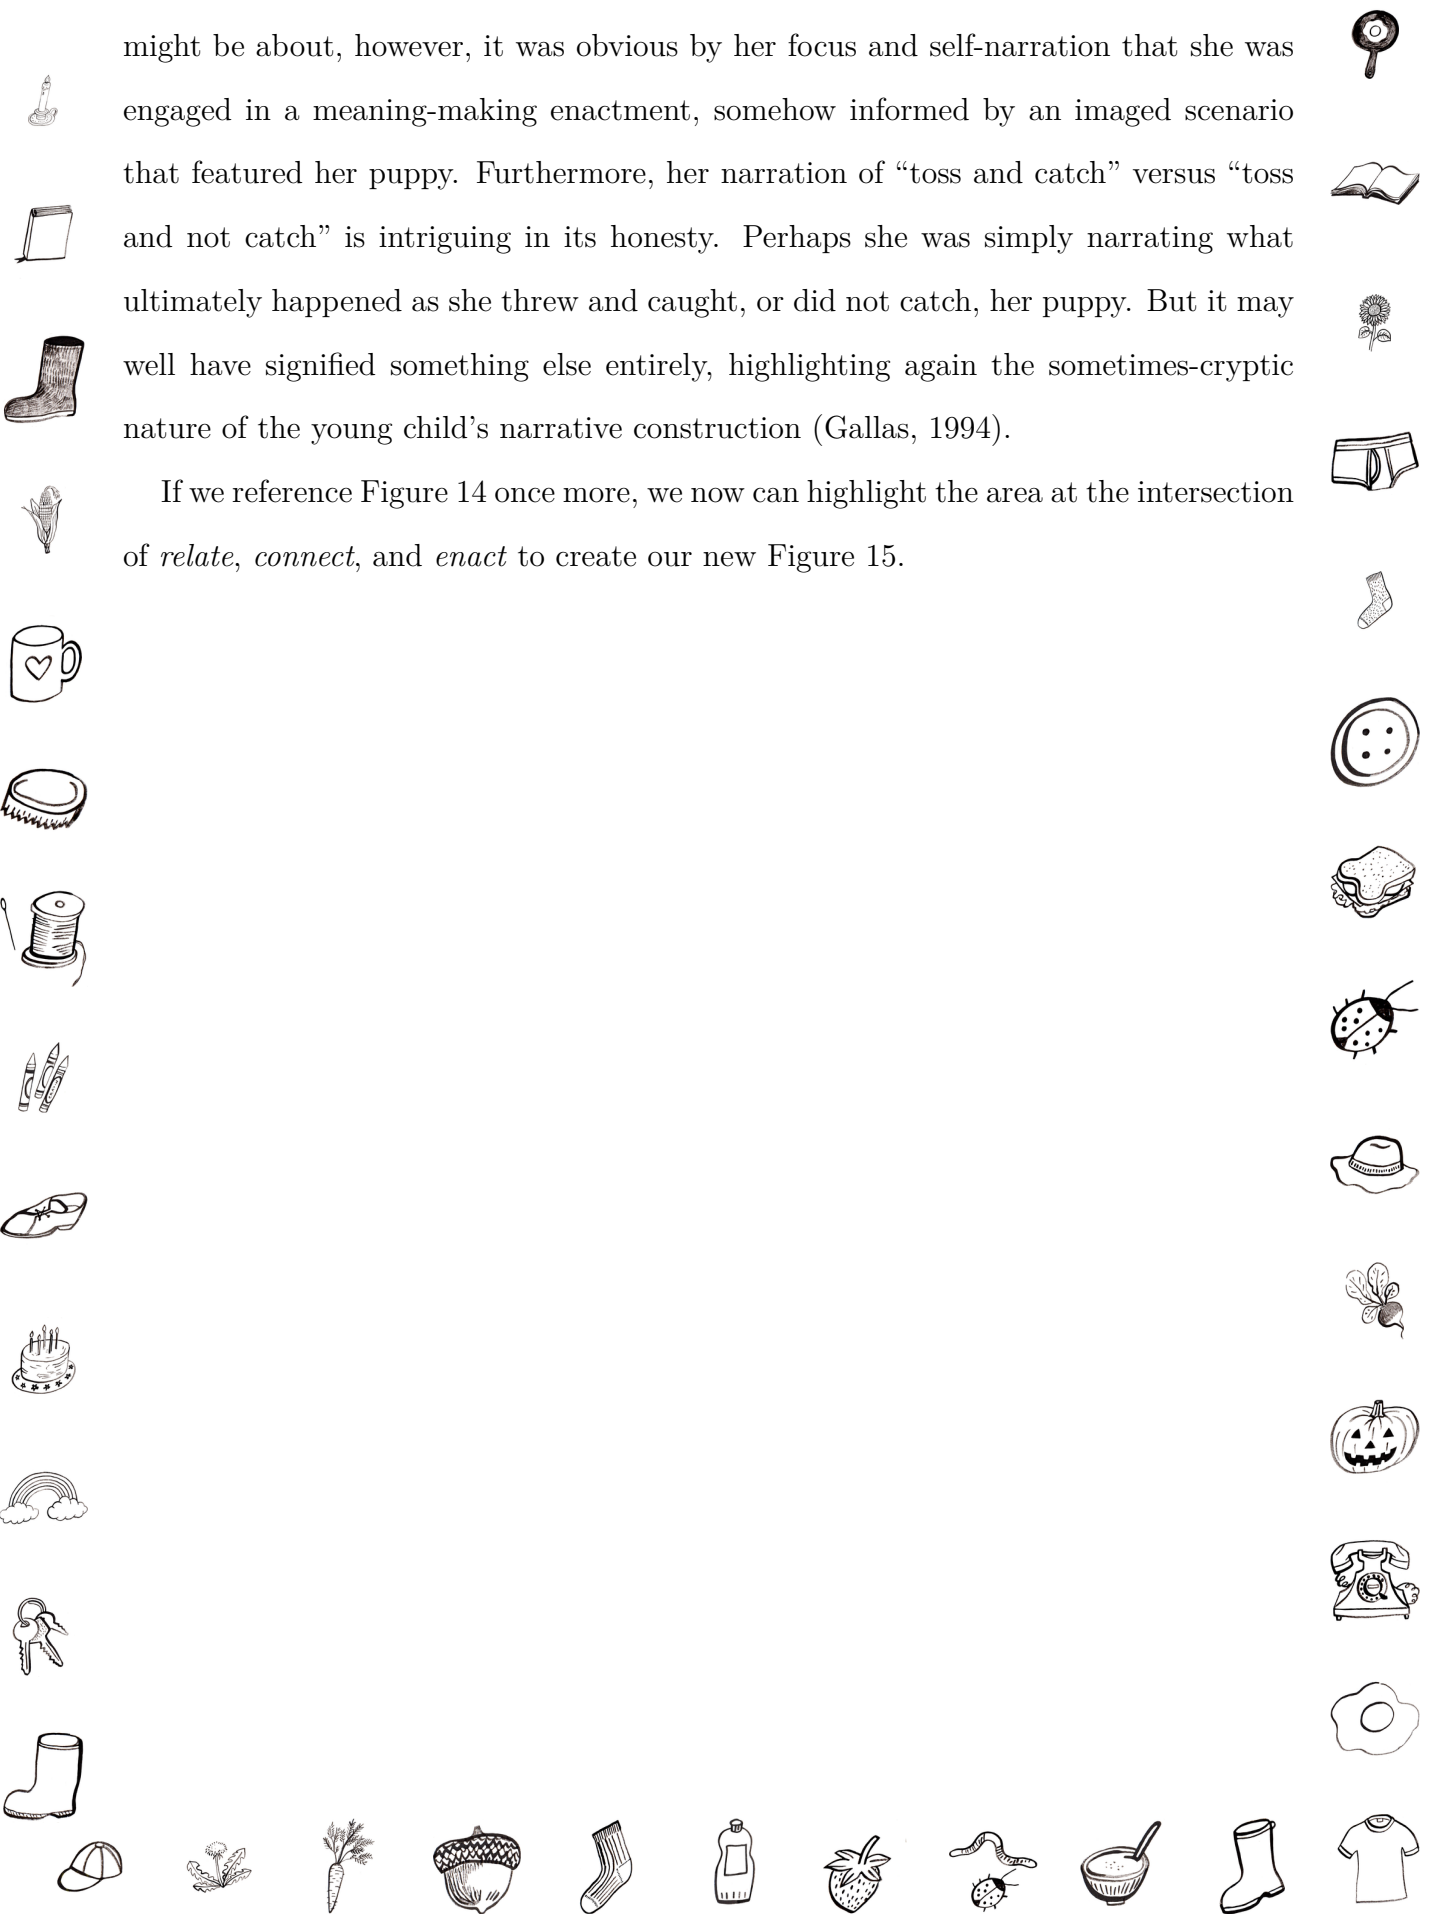 might be about, however, it was obvious by her focus and self-narration that she was
engaged in a meaning-making enactment, somehow informed by an imaged scenario
that featured her puppy. Furthermore, her narration of “toss and catch” versus “toss
and not catch” is intriguing in its honesty. Perhaps she was simply narrating what
ultimately happened as she threw and caught, or did not catch, her puppy. But it may
well have signified something else entirely, highlighting again the sometimes-cryptic
nature of the young child’s narrative construction (Gallas, 1994).
If we reference Figure 14 once more, we now can highlight the area at the intersection
of relate, connect, and enact to create our new Figure 15.